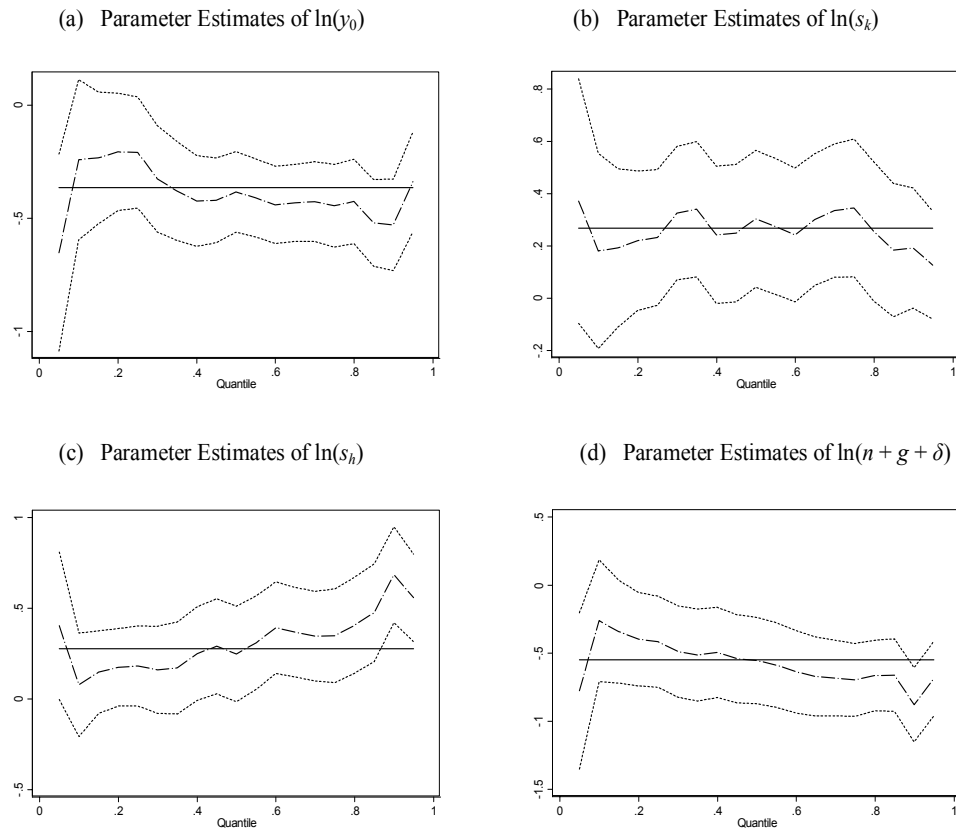 (a) Parameter Estimates of ln(y0)
(b) Parameter Estimates of ln(sk)
0
-.5
-1
0 .2 .4 .6 .8 1
Quantile
.8
.6
.4
.2
0
-.2
0 .2 .4 .6 .8 1
Quantile
(c) Parameter Estimates of ln(sh)
(d) Parameter Estimates of ln(n + g + δ)
1
.5
0
-.5
0 .2 .4 .6 .8 1
Quantile
.5
0
-.5
-1
-1.5
0 .2 .4 .6 .8 1
Quantile